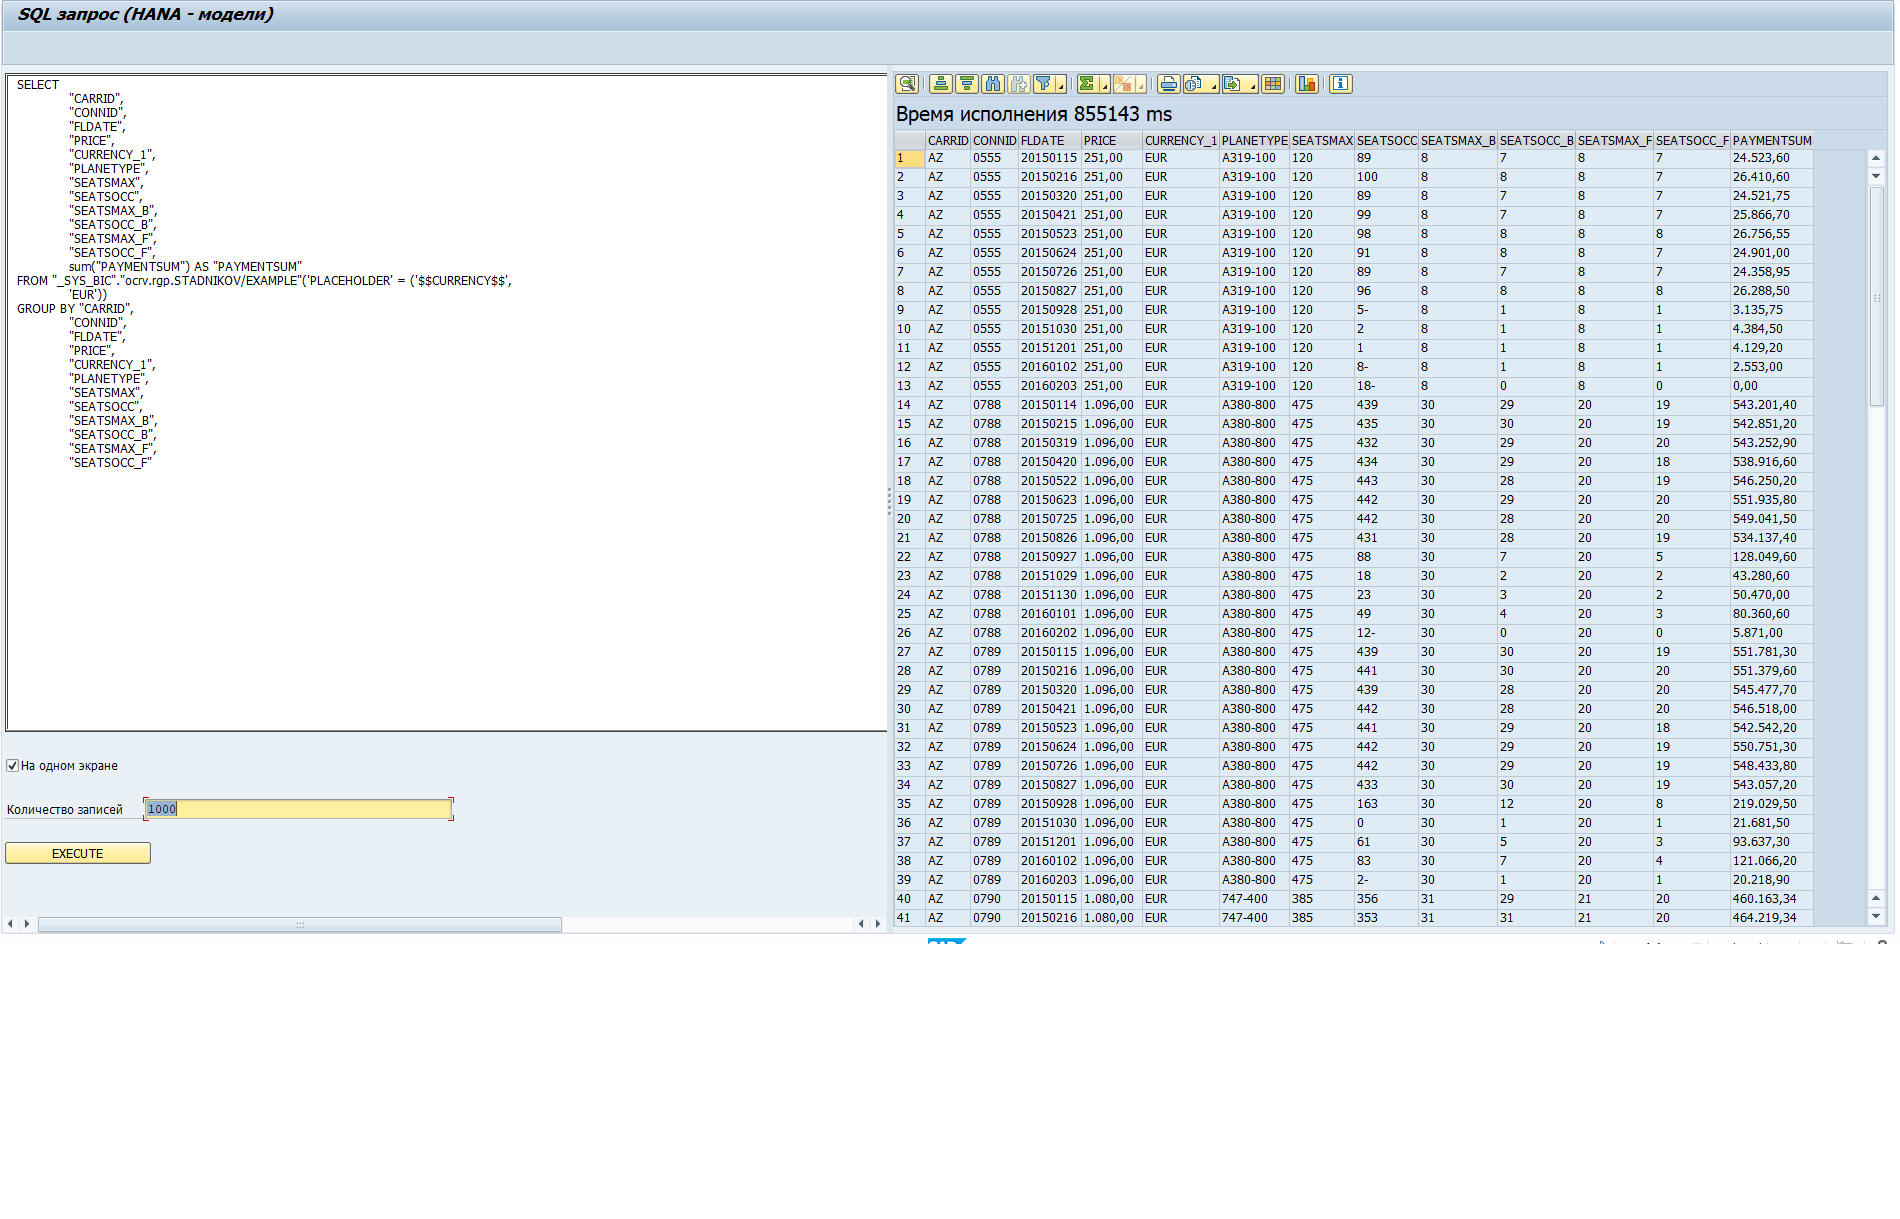 SQL запрос (HANA - модели)
SELECT
"CARRID",
"CONNID",
"FLDATE",
"PRICE",
"CURRENCY_1",
"PLANETYPE",
"SEATSMAX",
"SEATSOCC",
"SEATSMAX_B",
"SEATSOCC_B",
"SEATSMAX_F",
"SEATSOCC_F",
sum("PAYMENTSUM") AS "PAYMENTSUM"
FROM "_SYS_BIC"."ocrv.rgp.STADNIKOV/EXAMPLE"('PLACEHOLDER' = ('$$CURRENCY$$',
'EUR'))
GROUP BY "CARRID",
"CONNID",
"FLDATE",
"PRICE",
"CURRENCY_1",
"PLANETYPE",
"SEATSMAX",
"SEATSOCC",
"SEATSMAX_B",
"SEATSOCC_B",
"SEATSMAX_F",
"SEATSOCC_F"
На одном экране
Количество записей 1000
EXECUTE
Время исполнения 855143 ms
CARRID CONNID FLDATE PRICE CURRENCY_1 PLANETYPE SEATSMAX SEATSOCC SEATSMAX_B SEATSOCC_B SEATSMAX_F SEATSOCC_F PAYMENTSUM
1 AZ 0555 20150115 251,00 EUR A319-100 120 89 8 7 8 7 24.523,60
2 AZ 0555 20150216 251,00 EUR A319-100 120 100 8 8 8 7 26.410,60
3 AZ 0555 20150320 251,00 EUR A319-100 120 89 8 7 8 7 24.521,75
4 AZ 0555 20150421 251,00 EUR A319-100 120 99 8 7 8 7 25.866,70
5 AZ 0555 20150523 251,00 EUR A319-100 120 98 8 8 8 8 26.756,55
6 AZ 0555 20150624 251,00 EUR A319-100 120 91 8 8 8 7 24.901,00
7 AZ 0555 20150726 251,00 EUR A319-100 120 89 8 7 8 7 24.358,95
8 AZ 0555 20150827 251,00 EUR A319-100 120 96 8 8 8 8 26.288,50
9 AZ 0555 20150928 251,00 EUR A319-100 120 5- 8 1 8 1 3.135,75
10 AZ 0555 20151030 251,00 EUR A319-100 120 2 8 1 8 1 4.384,50
11 AZ 0555 20151201 251,00 EUR A319-100 120 1 8 1 8 1 4.129,20
12 AZ 0555 20160102 251,00 EUR A319-100 120 8- 8 1 8 1 2.553,00
13 AZ 0555 20160203 251,00 EUR A319-100 120 18- 8 0 8 0 0,00
14 AZ 0788 20150114 1.096,00 EUR A380-800 475 439 30 29 20 19 543.201,40
15 AZ 0788 20150215 1.096,00 EUR A380-800 475 435 30 30 20 19 542.851,20
16 AZ 0788 20150319 1.096,00 EUR A380-800 475 432 30 29 20 20 543.252,90
17 AZ 0788 20150420 1.096,00 EUR A380-800 475 434 30 29 20 18 538.916,60
18 AZ 0788 20150522 1.096,00 EUR A380-800 475 443 30 28 20 19 546.250,20
19 AZ 0788 20150623 1.096,00 EUR A380-800 475 442 30 29 20 20 551.935,80
20 AZ 0788 20150725 1.096,00 EUR A380-800 475 442 30 28 20 20 549.041,50
21 AZ 0788 20150826 1.096,00 EUR A380-800 475 431 30 28 20 19 534.137,40
22 AZ 0788 20150927 1.096,00 EUR A380-800 475 88 30 7 20 5 128.049,60
23 AZ 0788 20151029 1.096,00 EUR A380-800 475 18 30 2 20 2 43.280,60
24 AZ 0788 20151130 1.096,00 EUR A380-800 475 23 30 3 20 2 50.470,00
25 AZ 0788 20160101 1.096,00 EUR A380-800 475 49 30 4 20 3 80.360,60
26 AZ 0788 20160202 1.096,00 EUR A380-800 475 12- 30 0 20 0 5.871,00
27 AZ 0789 20150115 1.096,00 EUR A380-800 475 439 30 30 20 19 551.781,30
28 AZ 0789 20150216 1.096,00 EUR A380-800 475 441 30 30 20 20 551.379,60
29 AZ 0789 20150320 1.096,00 EUR A380-800 475 439 30 28 20 20 545.477,70
30 AZ 0789 20150421 1.096,00 EUR A380-800 475 442 30 28 20 20 546.518,00
31 AZ 0789 20150523 1.096,00 EUR A380-800 475 441 30 29 20 18 542.542,20
32 AZ 0789 20150624 1.096,00 EUR A380-800 475 442 30 29 20 19 550.751,30
33 AZ 0789 20150726 1.096,00 EUR A380-800 475 442 30 29 20 19 548.433,80
34 AZ 0789 20150827 1.096,00 EUR A380-800 475 433 30 30 20 19 543.057,20
35 AZ 0789 20150928 1.096,00 EUR A380-800 475 163 30 12 20 8 219.029,50
36 AZ 0789 20151030 1.096,00 EUR A380-800 475 0 30 1 20 1 21.681,50
37 AZ 0789 20151201 1.096,00 EUR A380-800 475 61 30 5 20 3 93.637,30
38 AZ 0789 20160102 1.096,00 EUR A380-800 475 83 30 7 20 4 121.066,20
39 AZ 0789 20160203 1.096,00 EUR A380-800 475 2- 30 1 20 1 20.218,90
40 AZ 0790 20150115 1.080,00 EUR 747-400 385 356 31 29 21 20 460.163,34
41 AZ 0790 20150216 1.080,00 EUR 747-400 385 353 31 31 21 20 464.219,34